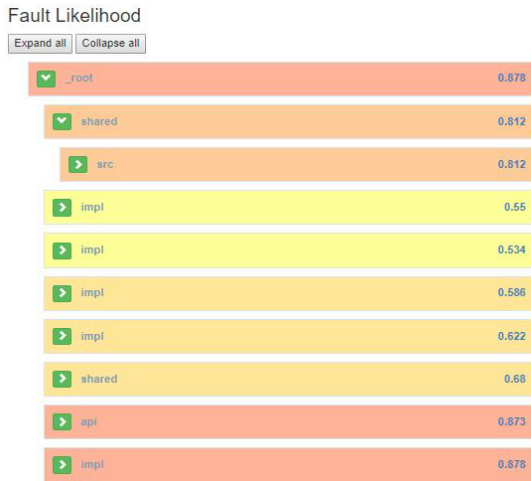 Fault Likelihood
Expand all Collapse all
_root 0.878
shared 0.812
src 0.812
impl 0.55
impl 0.534
impl 0.586
impl 0.622
shared 0.68
api 0.873
impl 0.878